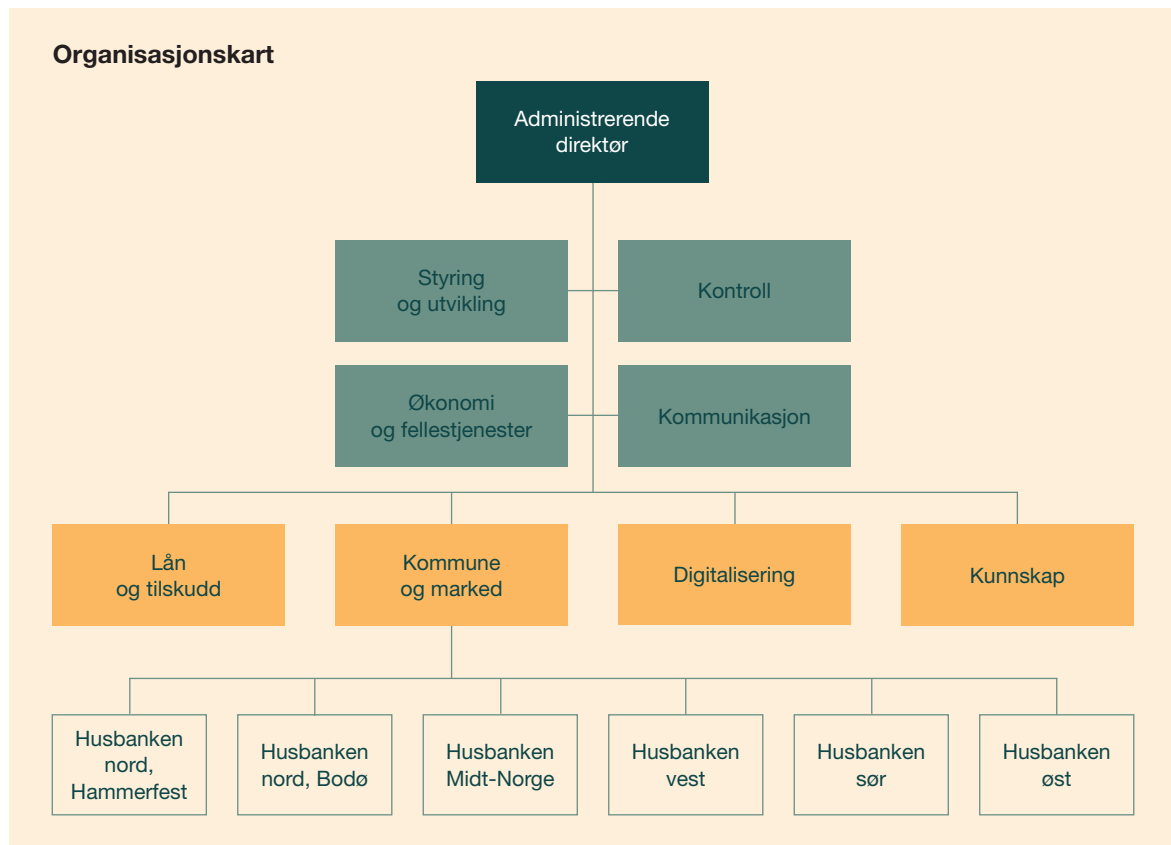 Organisasjonskart
Administrerende
direktør
Styring
og utvikling
Kontroll
Økonomi
og fellestjenester
Kommunikasjon
Lån
og tilskudd
Kommune
og marked
Digitalisering
Kunnskap
Husbanken
nord,
Hammerfest
Husbanken
nord, Bodø
Husbanken
Midt-Norge
Husbanken
vest
Husbanken
sør
Husbanken
øst